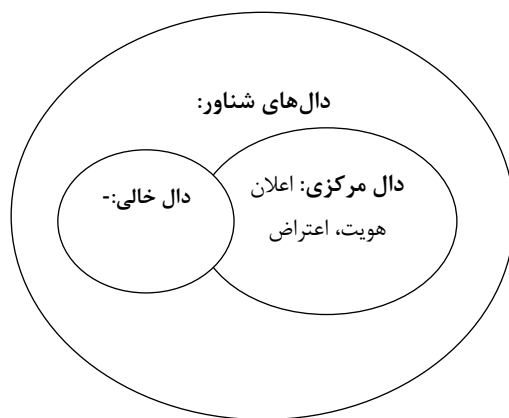 دال‌های شناور:
دال مرکزی: اعلان
هویت، اعتراض
دال خالی:-